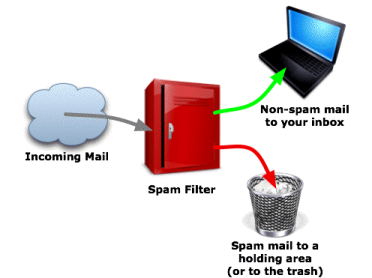 Incoming Mail
Spam Filter
Non-spam mail
to your inbox
Spam mail to a
holding area
(or to the trash)